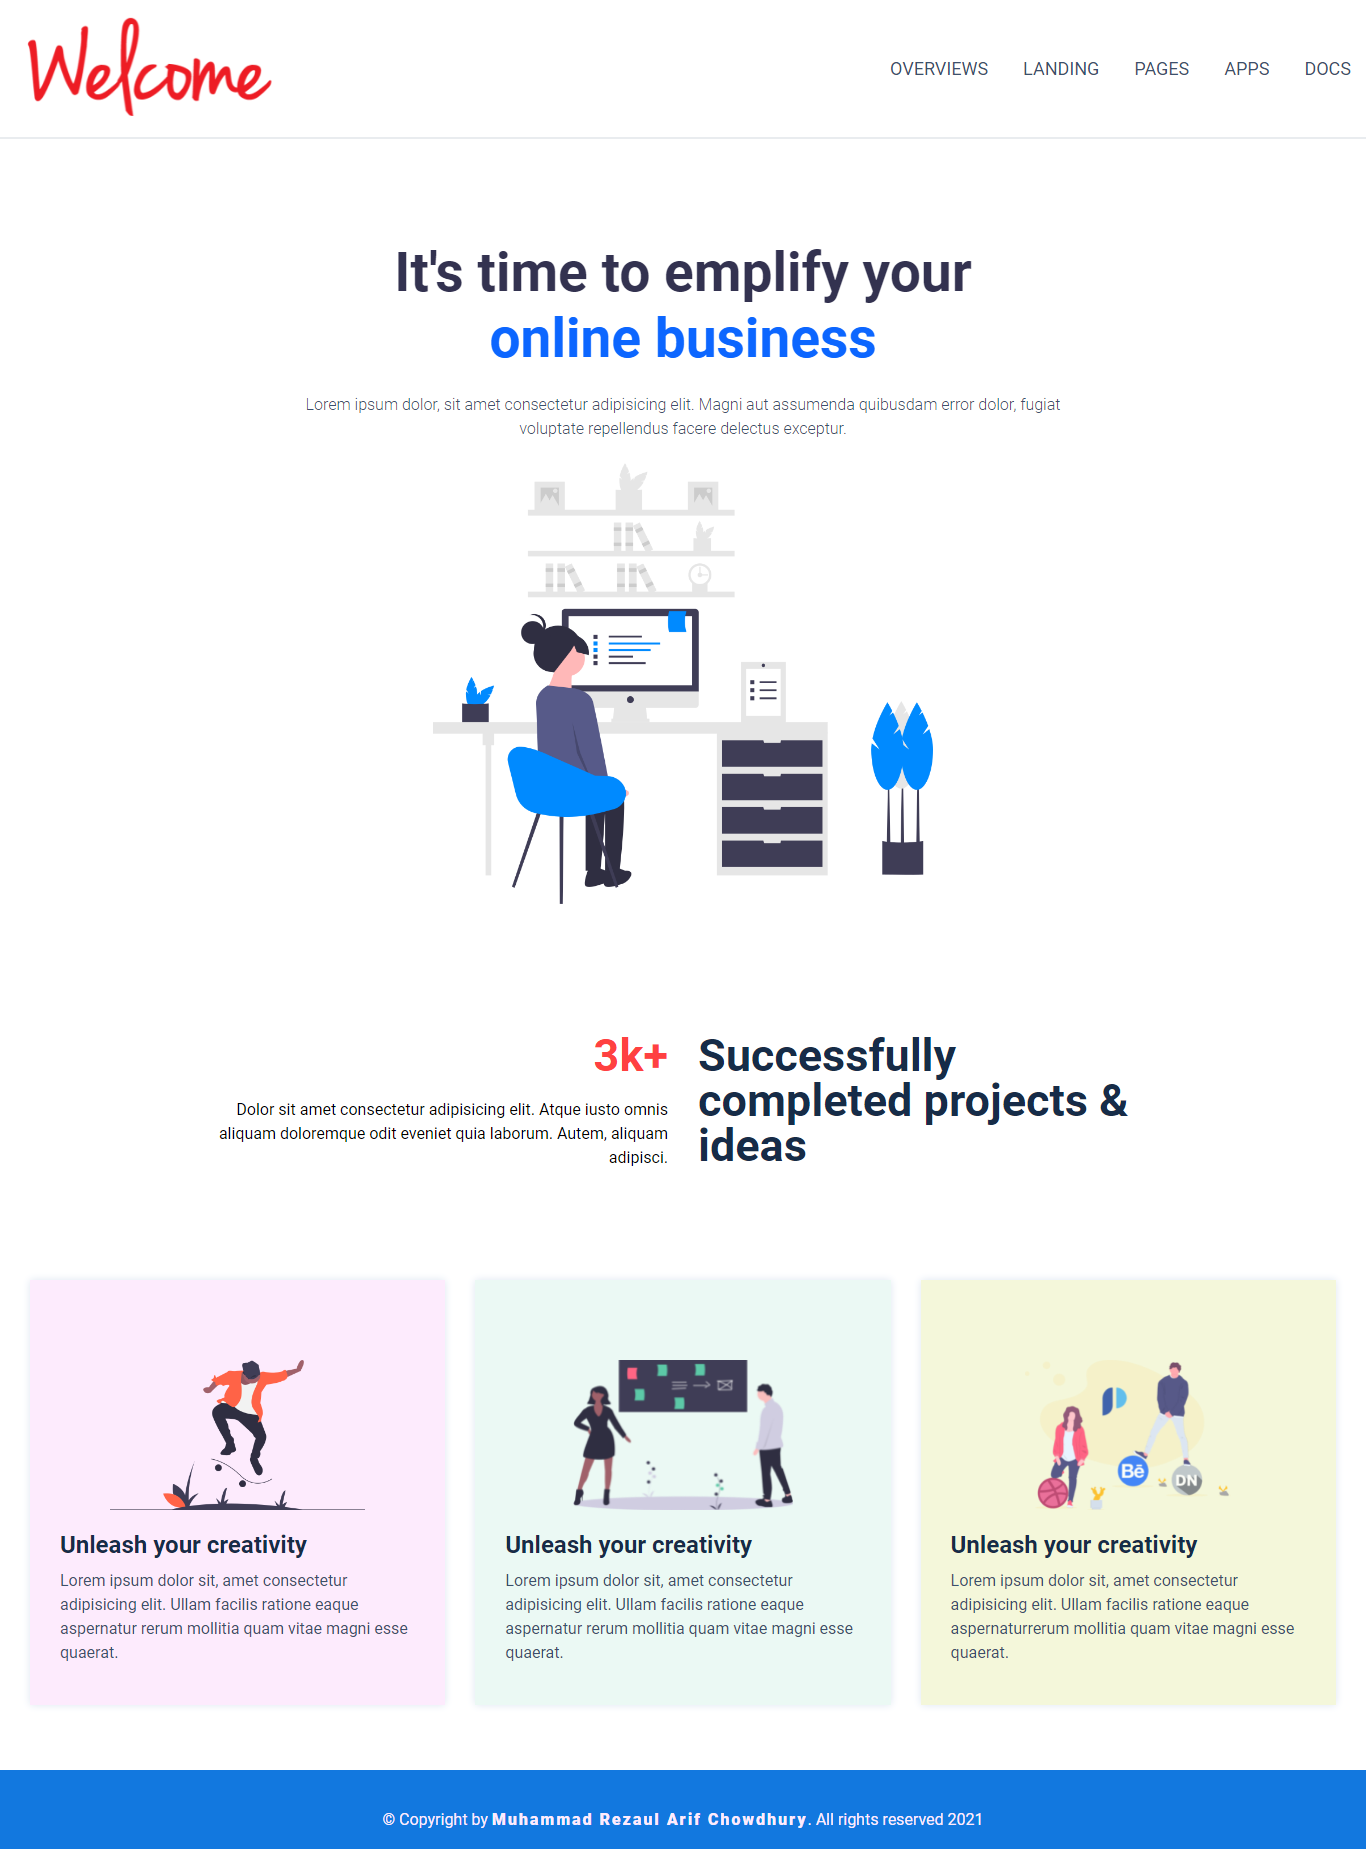 Welcome
OVERVIEWS LANDING PAGES APPS DOCS
It's time to emplify your
online business
Lorem ipsum dolor, sit amet consectetur adipisicing elit. Magni aut assumenda quibusdam error dolor, fugiat
voluptate repellendus facere delectus exceptur.
3k+
Dolor sit amet consectetur adipisicing elit. Atque iusto omnis
aliquam doloremque odit eveniet quia laborum. Autem, aliquam
adipisci.
Successfully
completed projects &
ideas
Unleash your creativity
Lorem ipsum dolor sit, amet consectetur
adipisicing elit. Ullam facilis ratione eaque
aspernatur rerum mollitia quam vitae magni esse
quaerat.
Unleash your creativity
Lorem ipsum dolor sit, amet consectetur
adipisicing elit. Ullam facilis ratione eaque
aspernatur rerum mollitia quam vitae magni esse
quaerat.
Bē
DN
Unleash your creativity
Lorem ipsum dolor sit, amet consectetur
adipisicing elit. Ullam facilis ratione eaque
aspernaturrerum mollitia quam vitae magni esse
quaerat.
© Copyright by Muhammad Rezaul Arif Chowdhury. All rights reserved 2021